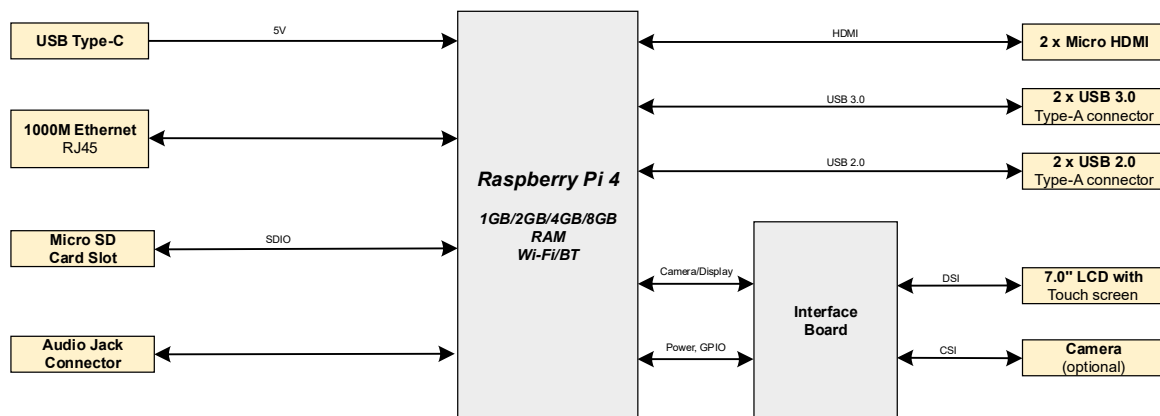 USB Type-C
5V
1000M Ethernet
RJ45
Micro SD
Card Slot
SDIO
Audio Jack
Connector
Raspberry Pi 4
1GB/2GB/4GB/8GB
RAM
Wi-Fi/BT
HDMI
2 x Micro HDMI
USB 3.0
2 x USB 3.0
Type-A connector
USB 2.0
2 x USB 2.0
Type-A connector
Camera/Display
Power, GPIO
Interface
Board
DSI
7.0" LCD with
Touch screen
CSI
Camera
(optional)